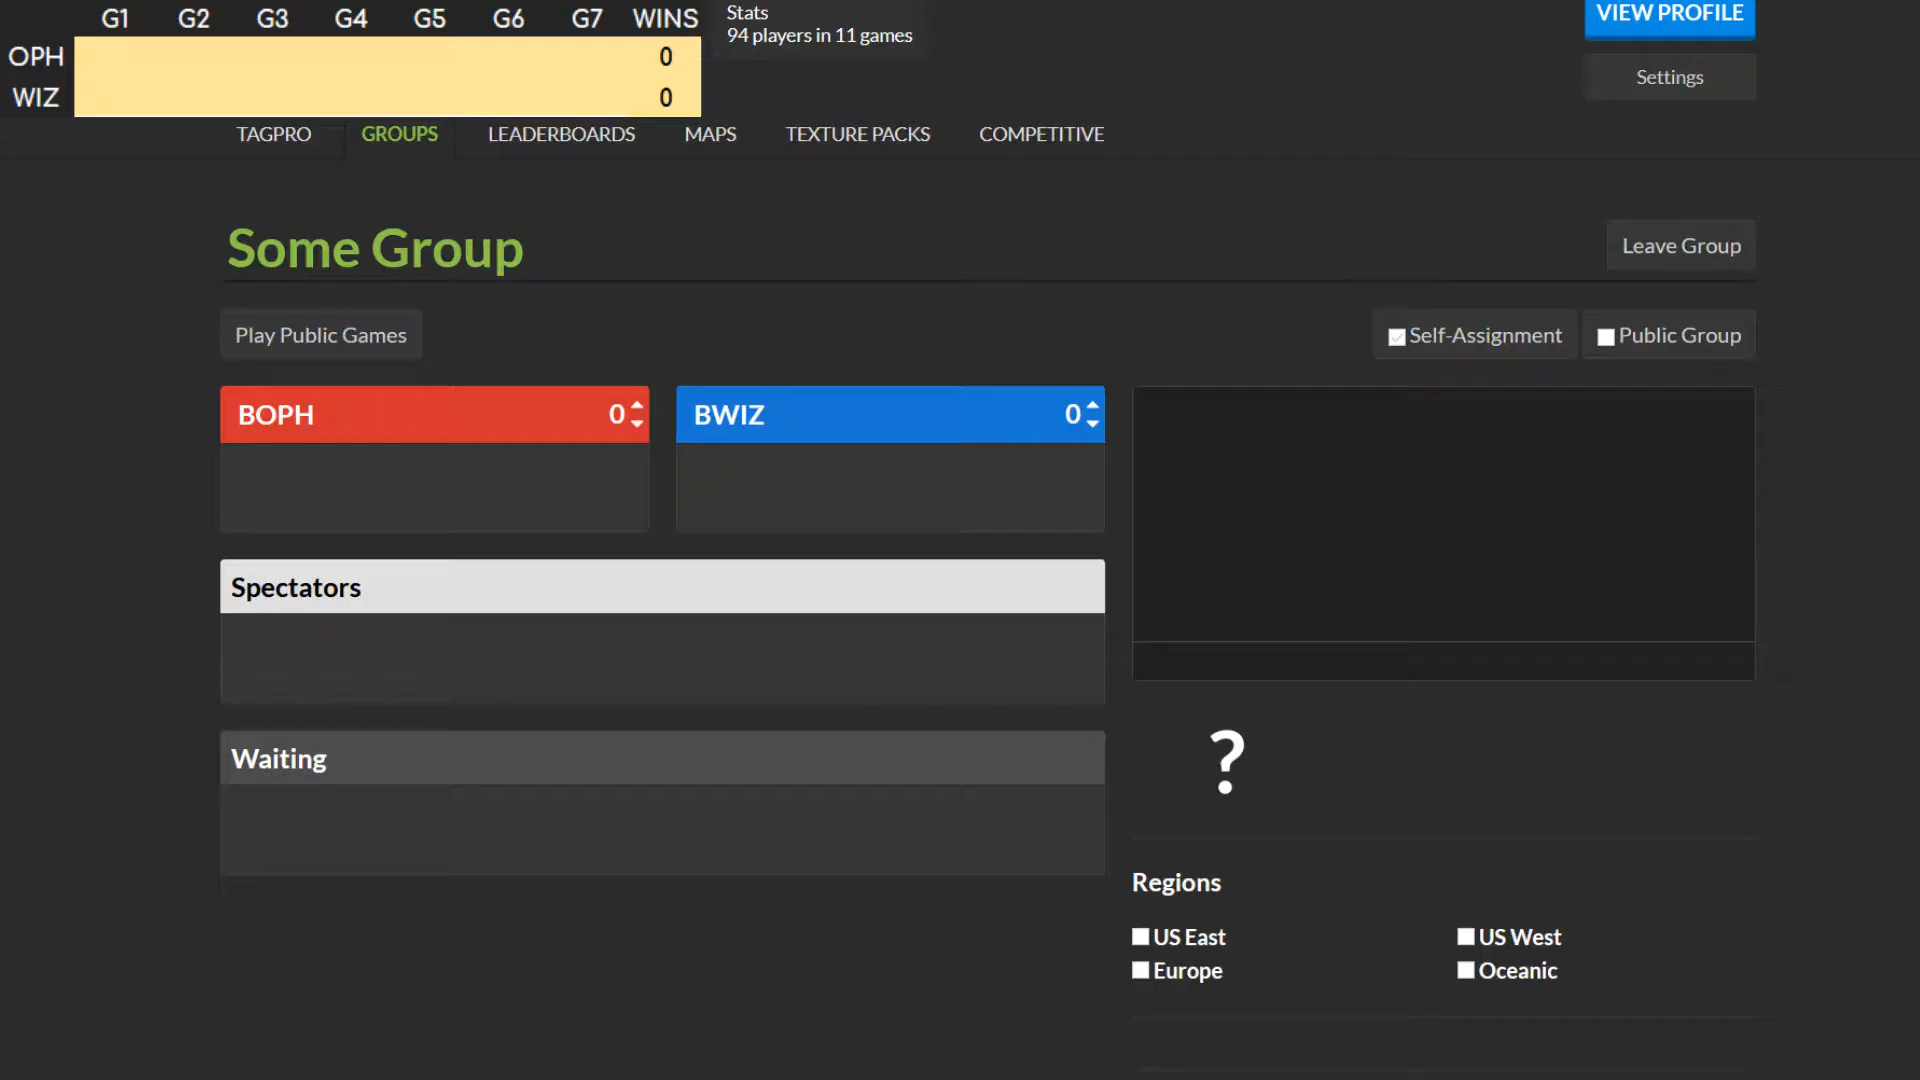 G1 G2 G3 G4 G5 G6 G7 WINS
OPH 0
WIZ 0
Stats
94 players in 11 games
VIEW PROFILE
Settings
TAGPRO GROUPS LEADERBOARDS MAPS TEXTURE PACKS COMPETITIVE
Some Group
Leave Group
Play Public Games
Self-Assignment
Public Group
BOPH 0
BWIZ 0
Spectators
Waiting
?
Regions
US East
US West
Europe
Oceanic